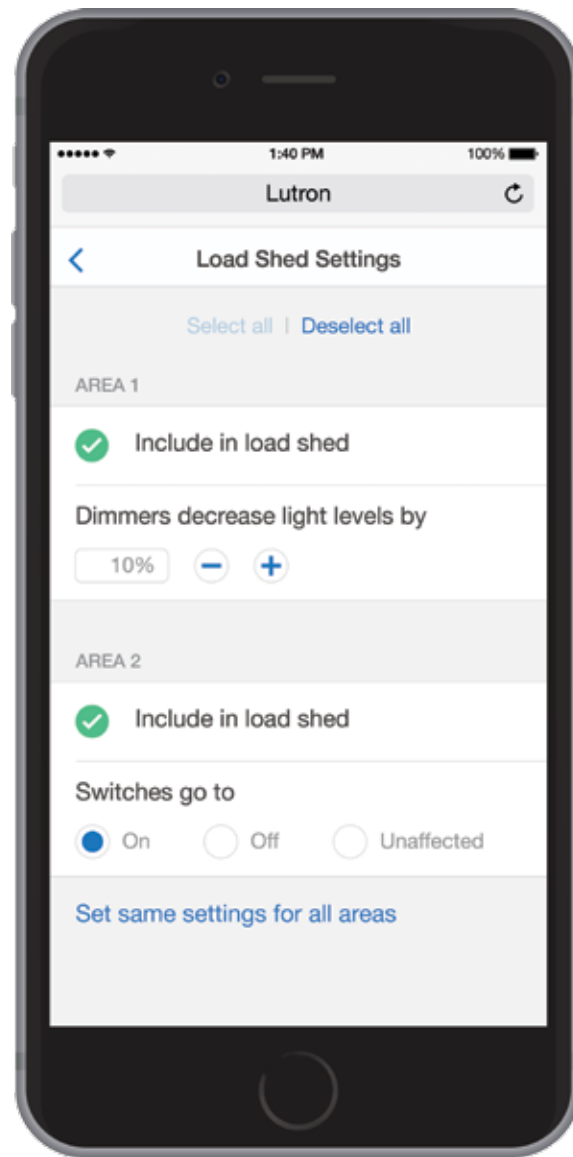 1:40 PM
100%
Lutron
Load Shed Settings
Select all | Deselect all
AREA 1
Include in load shed
Dimmers decrease light levels by
10%
AREA 2
Include in load shed
Switches go to
On Off Unaffected
Set same settings for all areas